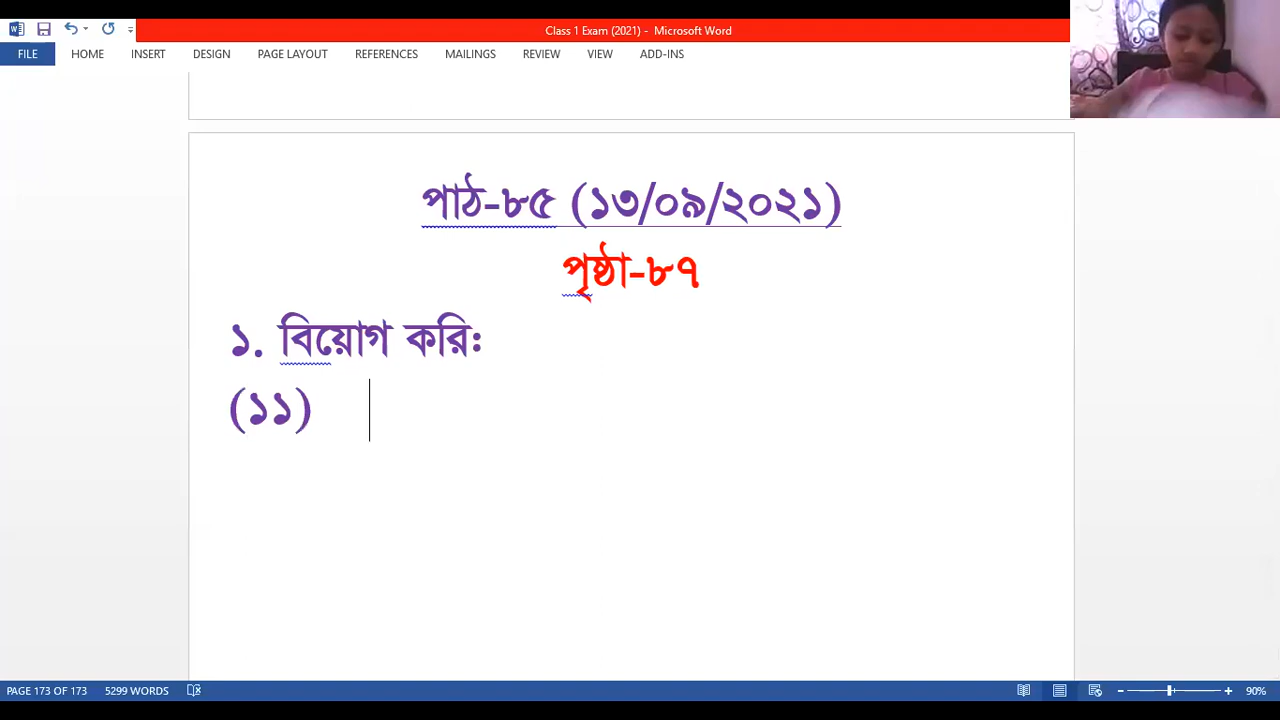 Class 1 Exam (2021) - Microsoft Word
FILE HOME INSERT DESIGN PAGE LAYOUT REFERENCES MAILINGS REVIEW VIEW ADD-INS
পাঠ-৮৫ (১৩/০৯/২০২১)
পৃষ্ঠা-৮৭
১. বিয়োগ করি:
(১১)
PAGE 173 OF 173 5299 WORDS 90%